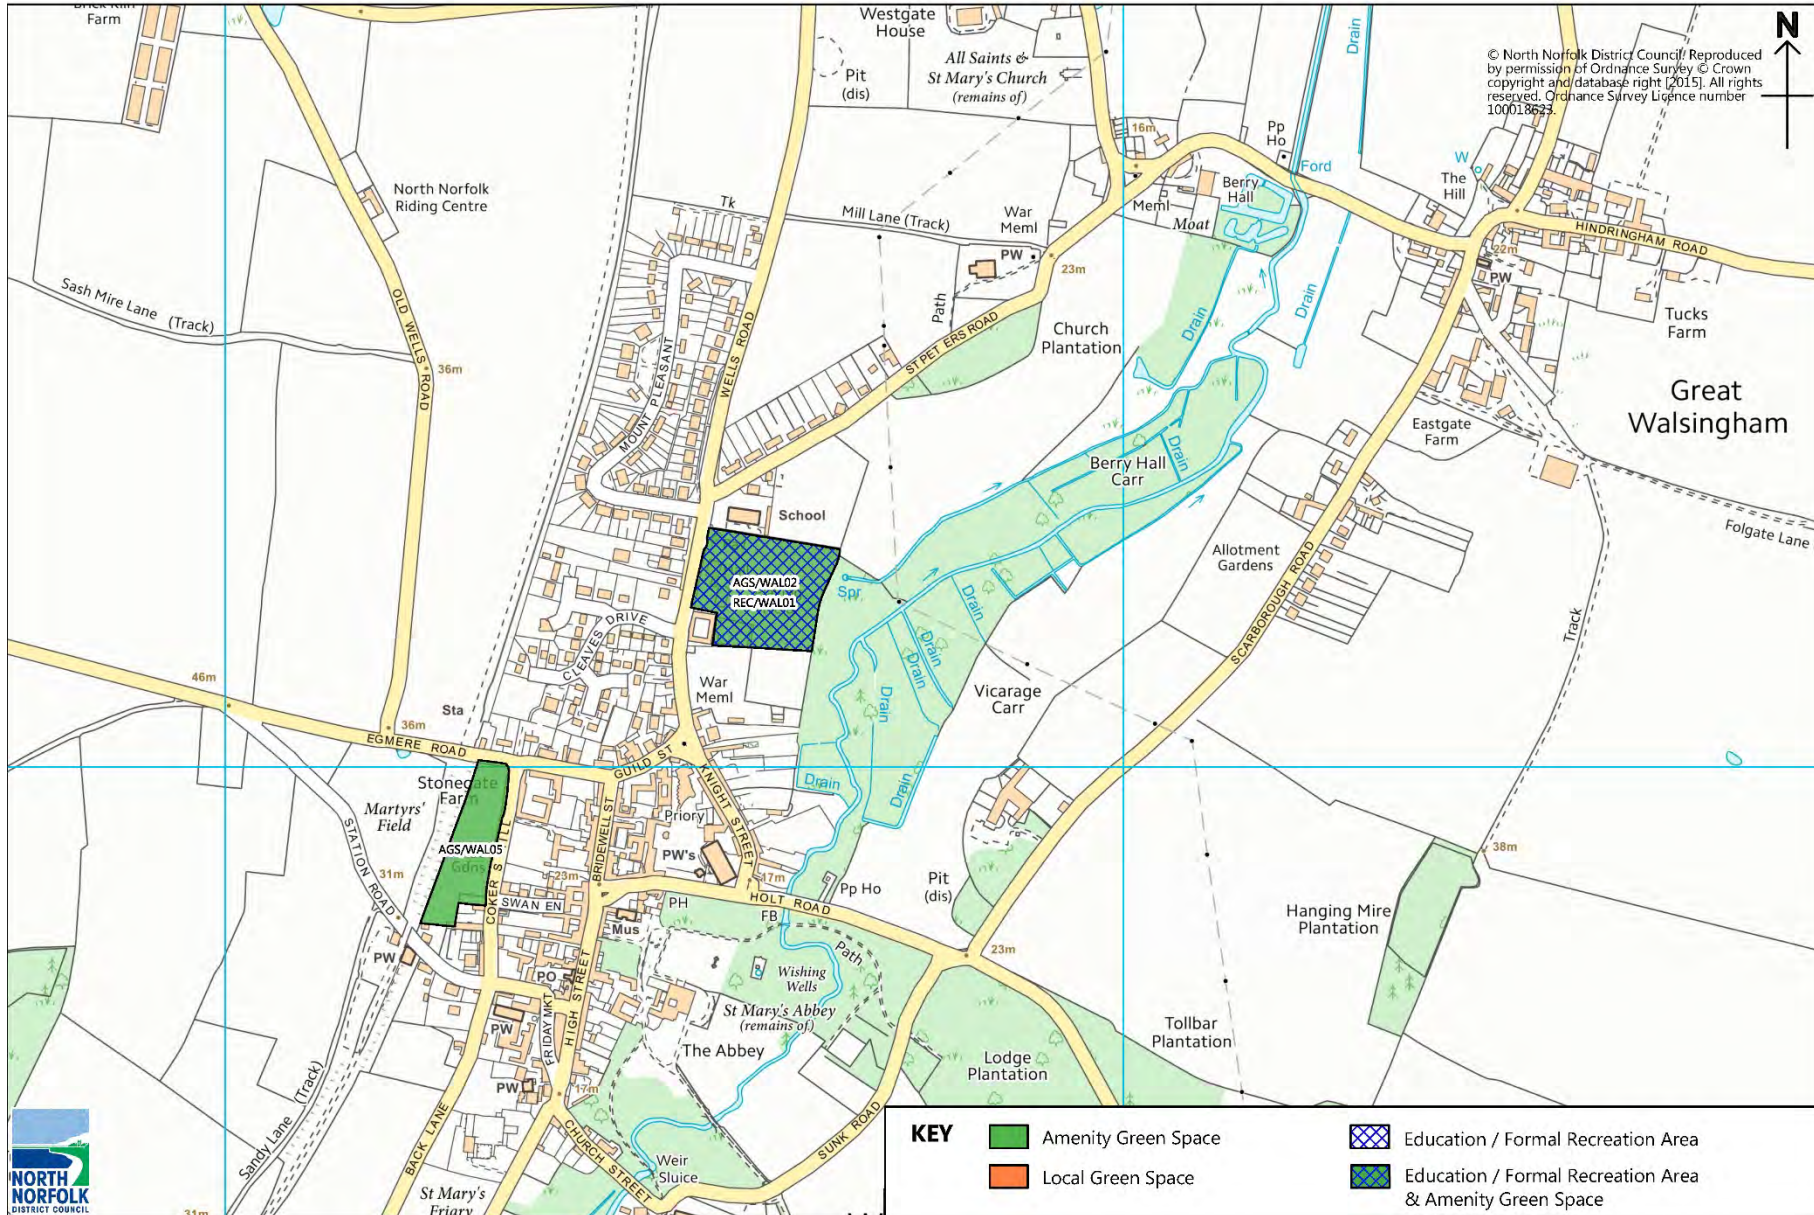 Brick Kiln
Farm
Westgate
House
Drain
Drain
N
All Saints &
St Mary's Church
(remains of)
Pit
(dis)
© North Norfolk District Council. Reproduced
by permission of Ordnance Survey © Crown
copyright and database right [2015]. All rights
reserved. Ordnance Survey Licence number
100018623.
16m
Pp
Ho
Ford
W
The
Hill
North Norfolk
Riding Centre
Tk
Mill Lane (Track)
War
Meml
Meml
Berry
Hall
Moat
HINDRINGHAM ROAD
22m
PW
PW
23m
Path
Sash Mire Lane (Track)
OLD WELLS ROAD
36m
WELLS ROAD
MOUNT PLEASANT
ST PETERS ROAD
Church
Plantation
Drain
Drain
Tucks
Farm
Great
Walsingham
Eastgate
Farm
Berry Hall
Carr
Drain
School
AGS/WAL02
REC/WAL01
Spr
Allotment
Gardens
Folgate Lane
SCARBOROUGH ROAD
Track
CLEAVES DRIVE
Drain
Drain
Drain
Drain
Vicarage
Carr
War
Meml
46m
Sta
36m
EGMERE ROAD
GUILD ST
KNIGHT STREET
Drain
Drain
Stonegate
Farm
Martyrs'
Field
STATION ROAD
31m
AGS/WAL05
Gdns
COKER S HILL
BRIDEWELL ST
Priory
PW's
17m
23m
SWAN EN
PH
HOLT ROAD
FB
Pp Ho
Pit
(dis)
38m
Hanging Mire
Plantation
Mus
Path
23m
PW
PO
Wishing
Wells
St Mary's Abbey
(remains of)
The Abbey
PW
FRIDAY MKT
HIGH STREET
PW
17m
Lodge
Plantation
Tollbar
Plantation
Sandy Lane (Track)
BACK LANE
CHURCH STREET
Weir
Sluice
SUNK ROAD
St Mary's
Friary
31m
NORTH
NORFOLK
DISTRICT COUNCIL
KEY
Amenity Green Space
Local Green Space
Education / Formal Recreation Area
Education / Formal Recreation Area
& Amenity Green Space